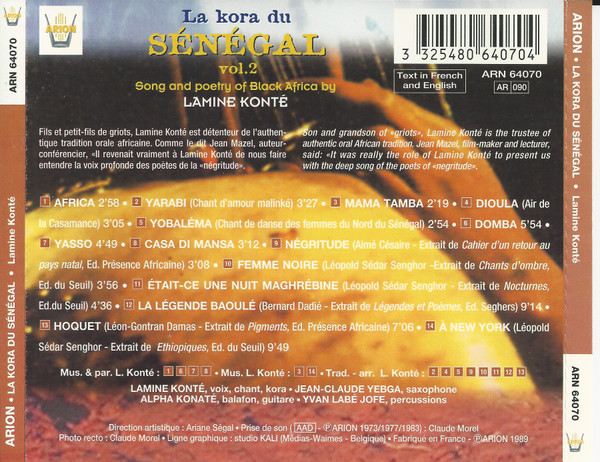 ARION
La kora du
SÉNÉGAL
vol.2
Song and poetry of Black Africa by
LAMINE KONTÉ
3 325480 640704
Text in French
and English
ARN 64070
AR 090
Fils et petit-fils de griots, Lamine Konté est détenteur de l'authen-
tique tradition orale africaine. Comme le dit Jean Mazel, auteur-
conférencier, «Il revenait vraiment à Lamine Konté de nous faire
entendre la voix profonde des poètes de la «négritude».
Son and grandson of «griots», Lamine Konté is the trustee of
authentic oral African tradition. Jean Mazel, film-maker and lecturer,
said: «It was really the role of Lamine Konté to present us
with the deep song of the poets of «negritude».
1 AFRICA 2'58 • 2 YARABI (Chant d'amour malinké) 3'27 • 3 MAMA TAMBA 2'19 • 4 DIOULA (Air de
la Casamance) 3'05 • 5 YOBALÉMA (Chant de danse des femmes du Nord du Sénégal) 2'54 • 6 DOMBA 5'54 •
7 YASSO 4'49 • 8 CASA DI MANSA 3'12 • 9 NÉGRITUDE (Aimé Césaire - Extrait de Cahier d'un retour au
pays natal, Ed. Présence Africaine) 3'08 • 10 FEMME NOIRE (Léopold Sédar Senghor -Extrait de Chants d'ombre,
Ed.du Seuil) 3'56 • 11 ÉTAIT-CE UNE NUIT MAGHRÉBINE (Léopold Sédar Senghor -Extrait de Nocturnes,
Ed.du Seuil) 4'36 • 12 LA LÉGENDE BAOULÉ (Bernard Dadié - Extrait de Légendes et Poèmes, Ed. Seghers) 9'14 •
13 HOQUET (Léon-Gontran Damas - Extrait de Pigments, Ed. Présence Africaine) 7'06 • 14 À NEW YORK (Léopold
Sédar Senghor - Extrait de Ethiopiques, Ed. du Seuil) 9'49
Mus. & par. L. Konté : 1 6 7 8 • Mus. L. Konté : 3 14 • Trad. - arr. L. Konté : 2 4 5 9 10 11 12 13
LAMINE KONTÉ, voix, chant, kora • JEAN-CLAUDE YEBGA, saxophone
ALPHA KONATÉ, balafon, guitare • YVAN LABÉ JOFE, percussions
Direction artistique : Ariane Ségal • Prise de son ( AAD ) - ℗ARION 1973/1977/1983) : Claude Morel
Photo recto : Claude Morel • Ligne graphique : studio KALI (Médias-Waimes - Belgique) • Fabriqué en France - ℗ARION 1989
ARION • LA KORA DU SÉNÉGAL • Lamine Konté
ARN 64070
ARION • LA KORA DU SÉNÉGAL • Lamine Konté
ARN 64070